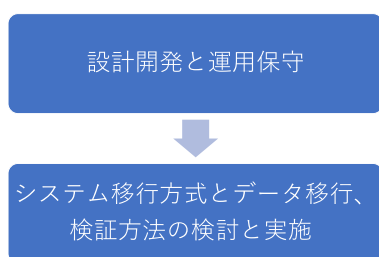 設計開発と運用保守
システム移行方式とデータ移行、
検証方法の検討と実施